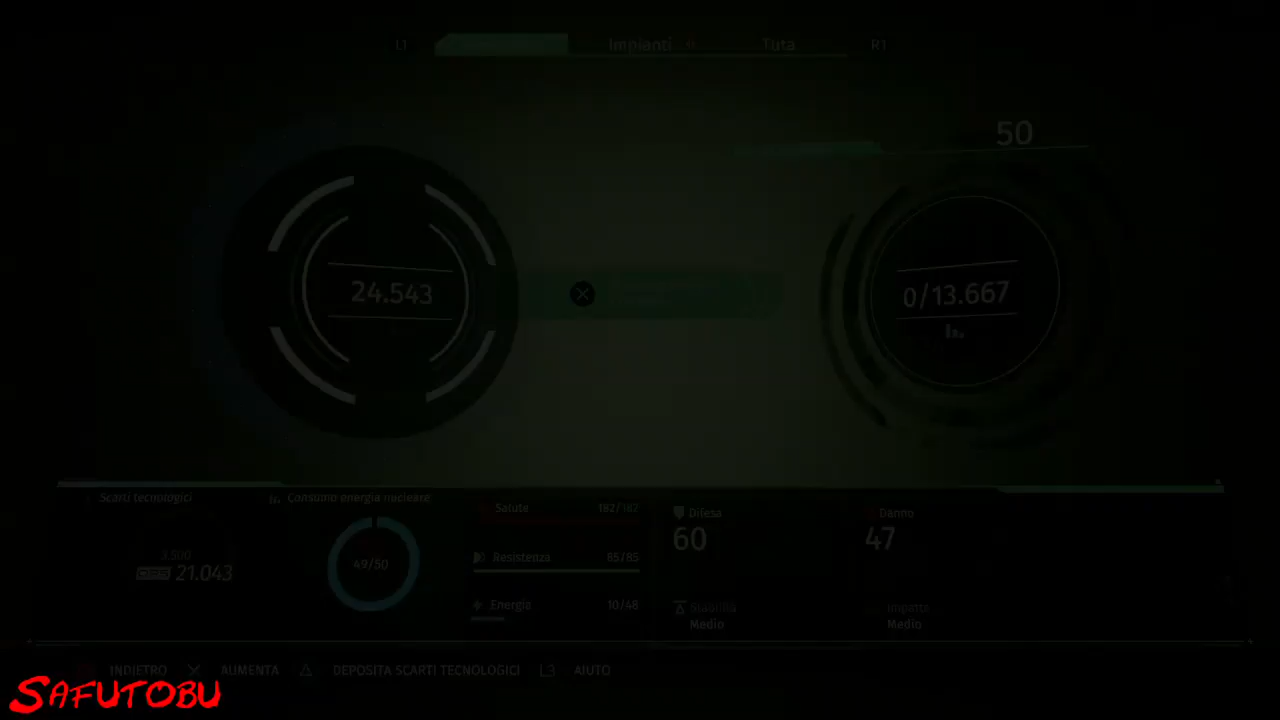 L1 Impianti Tuta R1
50
24.543
0/13.667
Scarti tecnologici
3.500
21.043
Consumo energia nucleare
49/50
Salute 182/182
Resistenza 85/85
Energia 10/48
Difesa
60
Danno
47
Stabilità
Medio
Impatto
Medio
INDIETRO AUMENTA DEPOSITA SCARTI TECNOLOGICI L3 AIUTO
SAFUTOBU